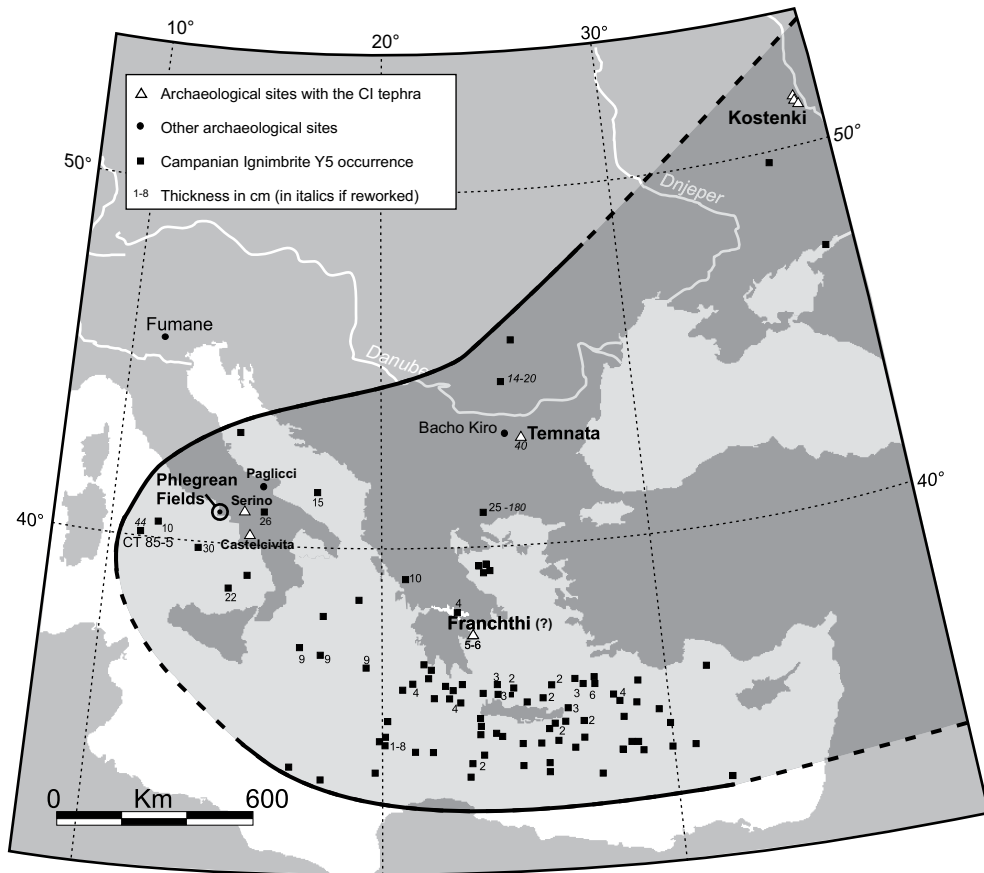 10°
20°
30°
Archaeological sites with the CI tephra
Other archaeological sites
Campanian Ignimbrite Y5 occurrence
1-8 Thickness in cm (in italics if reworked)
50°
50°
Kostenki
Dnjeper
Fumane
Danube
14-20
Bacho Kiro
Temnata
40
40°
Phlegrean
Fields
Paglicci
Serino
15
26
25 -180
40°
44
10
CT 85-5
30
Castelcivita
22
10
4
Franchthi (?)
5-6
9
9
9
4
4
3
2
3
2
2
3
6
4
3
2
2
1-8
2
0 Km 600